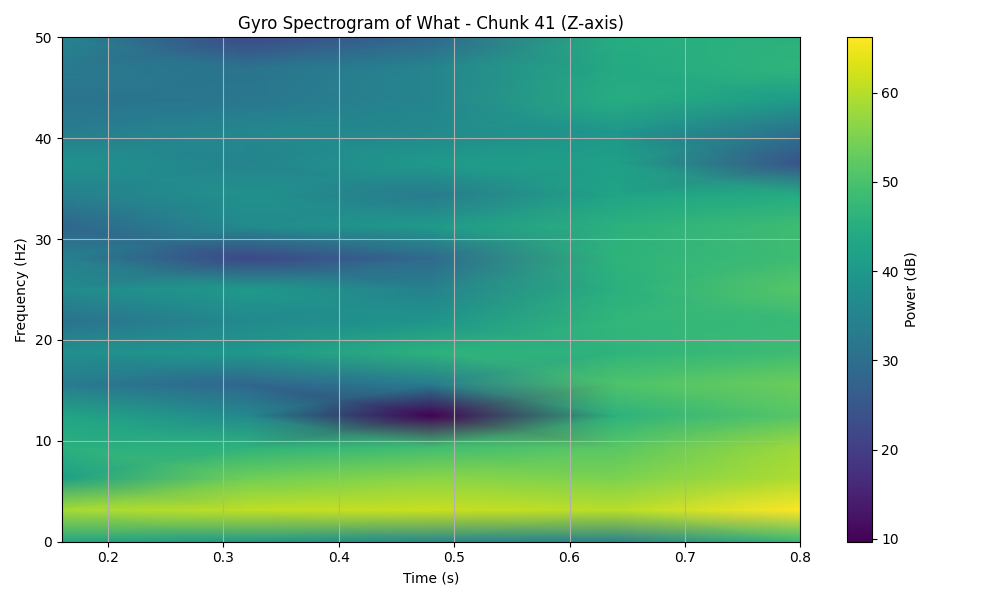 Gyro Spectrogram of What - Chunk 41 (Z-axis)
50
40
30
20
10
0
Frequency (Hz)
0.2 0.3 0.4 0.5 0.6 0.7 0.8
Time (s)
60
50
40
30
20
10
Power (dB)